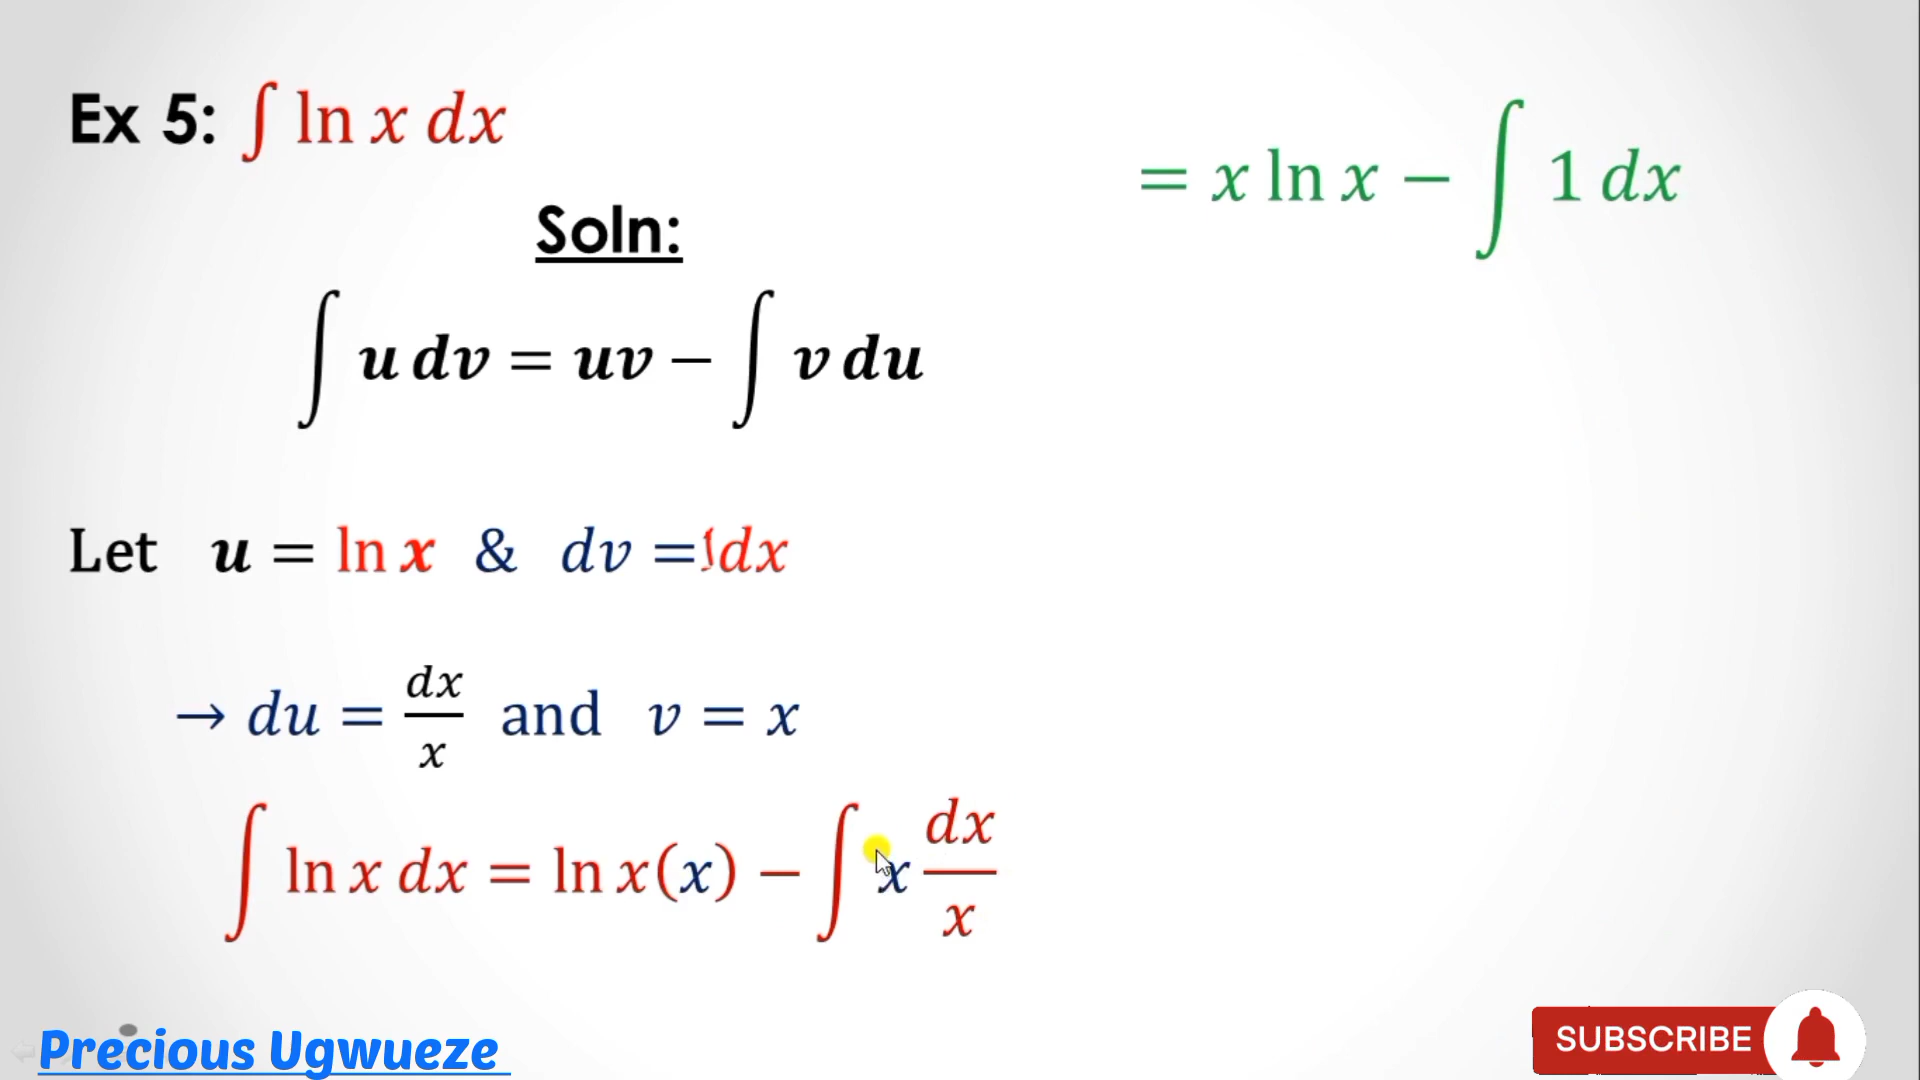 Ex 5: ∫ ln x dx
Soln:
∫ u dv = uv − ∫ v du
Let u = ln x & dv = 1dx
→ du = dx/x and v = x
∫ ln x dx = ln x(x) − ∫ x dx/x
= x ln x − ∫ 1 dx
Precious Ugwueze
SUBSCRIBE